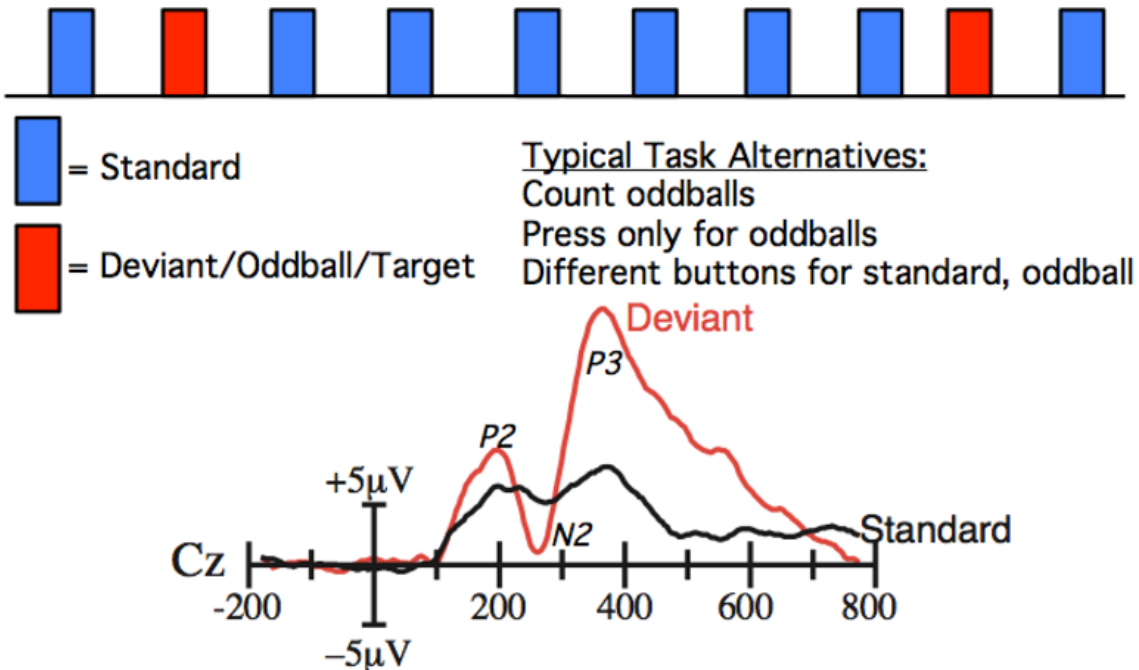 = Standard
= Deviant/Oddball/Target
Typical Task Alternatives:
Count oddballs
Press only for oddballs
Different buttons for standard, oddball
Deviant
P3
P2
+5μV
N2
Standard
Cz
-200
200
400
600
800
–5μV